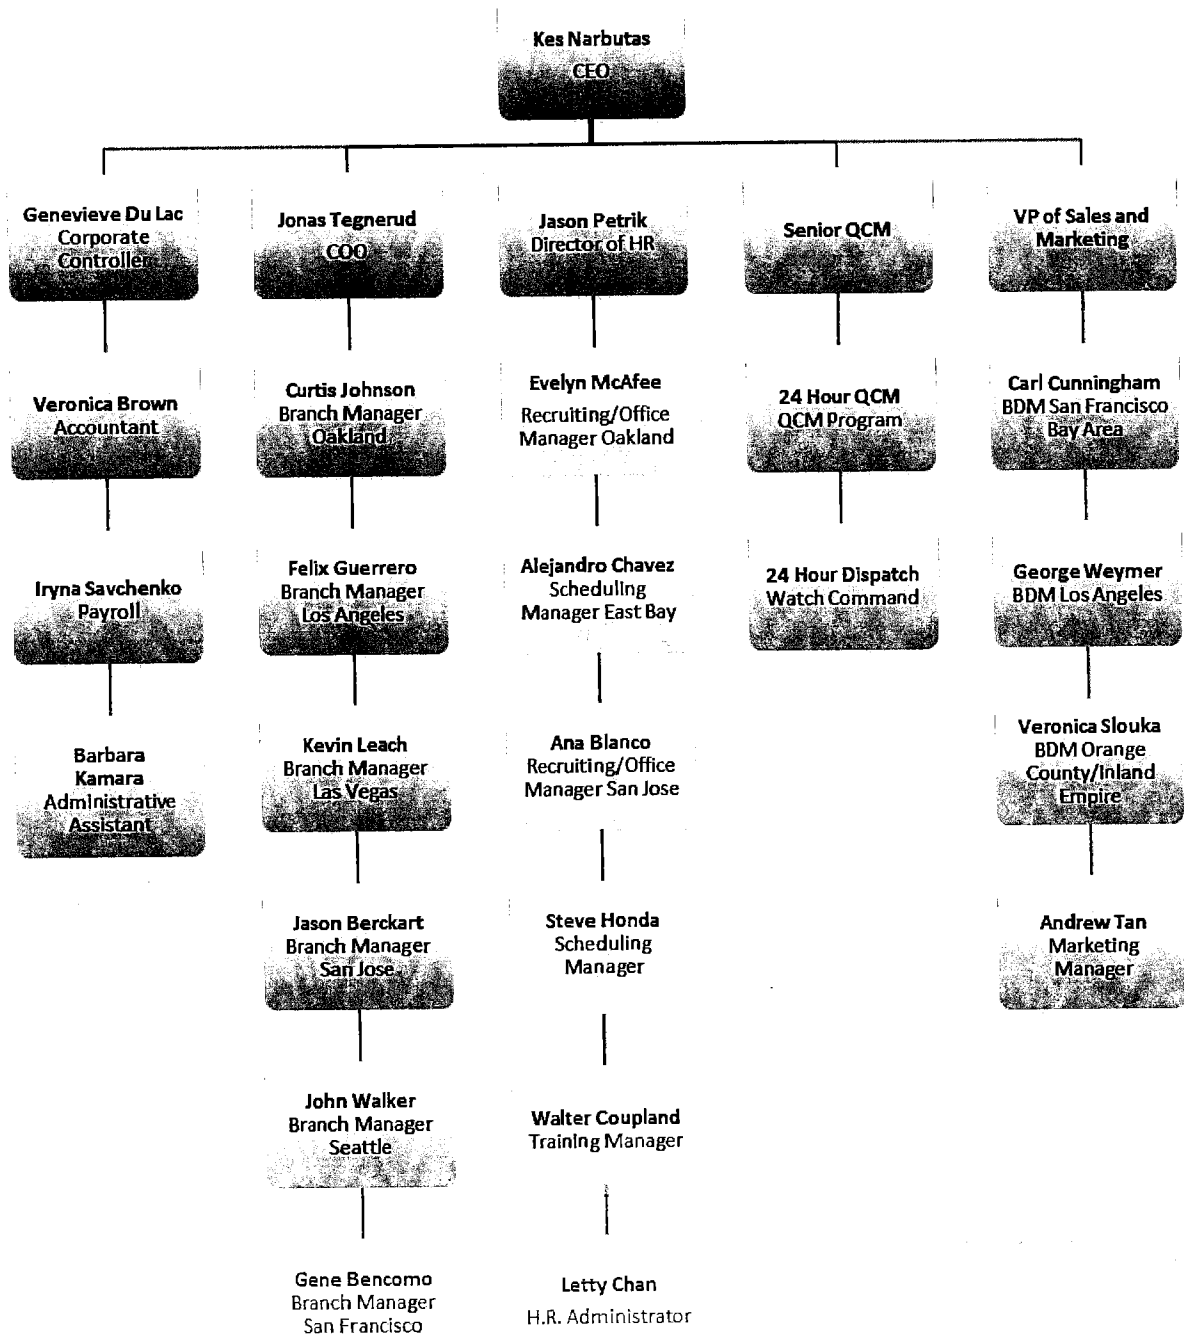 Kes Narbutas
CEO
Genevieve Du Lac
Corporate
Controller
Jonas Tegnerud
COO
Jason Petrik
Director of HR
Senior QCM
VP of Sales and
Marketing
Veronica Brown
Accountant
Curtis Johnson
Branch Manager
Oakland
Evelyn McAfee
Recruiting/Office
Manager Oakland
24 Hour QCM
QCM Program
Carl Cunningham
BDM San Francisco
Bay Area
Iryna Savchenko
Payroll
Felix Guerrero
Branch Manager
Los Angeles
Alejandro Chavez
Scheduling
Manager East Bay
24 Hour Dispatch
Watch Command
George Weymer
BDM Los Angeles
Barbara
Kamara
Administrative
Assistant
Kevin Leach
Branch Manager
Las Vegas
Ana Blanco
Recruiting/Office
Manager San Jose
Veronica Slouka
BDM Orange
County/Inland
Empire
Jason Berckart
Branch Manager
San Jose
Steve Honda
Scheduling
Manager
Andrew Tan
Marketing
Manager
John Walker
Branch Manager
Seattle
Walter Coupland
Training Manager
Gene Bencomo
Branch Manager
San Francisco
Letty Chan
H.R. Administrator